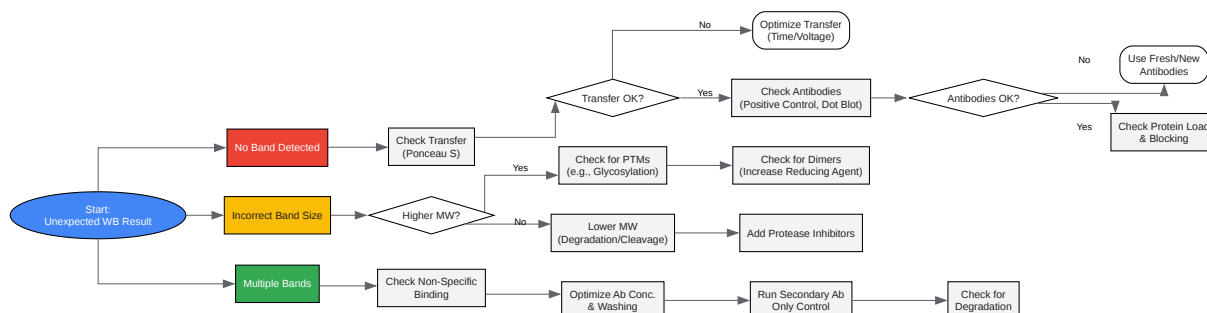 No
Optimize Transfer
(Time/Voltage)
No
Use Fresh/New
Antibodies
Transfer OK?
Yes
Check Antibodies
(Positive Control, Dot Blot)
Antibodies OK?
Yes
Check Protein Load
& Blocking
No Band Detected
Check Transfer
(Ponceau S)
Yes
Check for PTMs
(e.g., Glycosylation)
Check for Dimers
(Increase Reducing Agent)
Start:
Unexpected WB Result
Incorrect Band Size
Higher MW?
No
Lower MW
(Degradation/Cleavage)
Add Protease Inhibitors
Multiple Bands
Check Non-Specific
Binding
Optimize Ab Conc.
& Washing
Run Secondary Ab
Only Control
Check for
Degradation